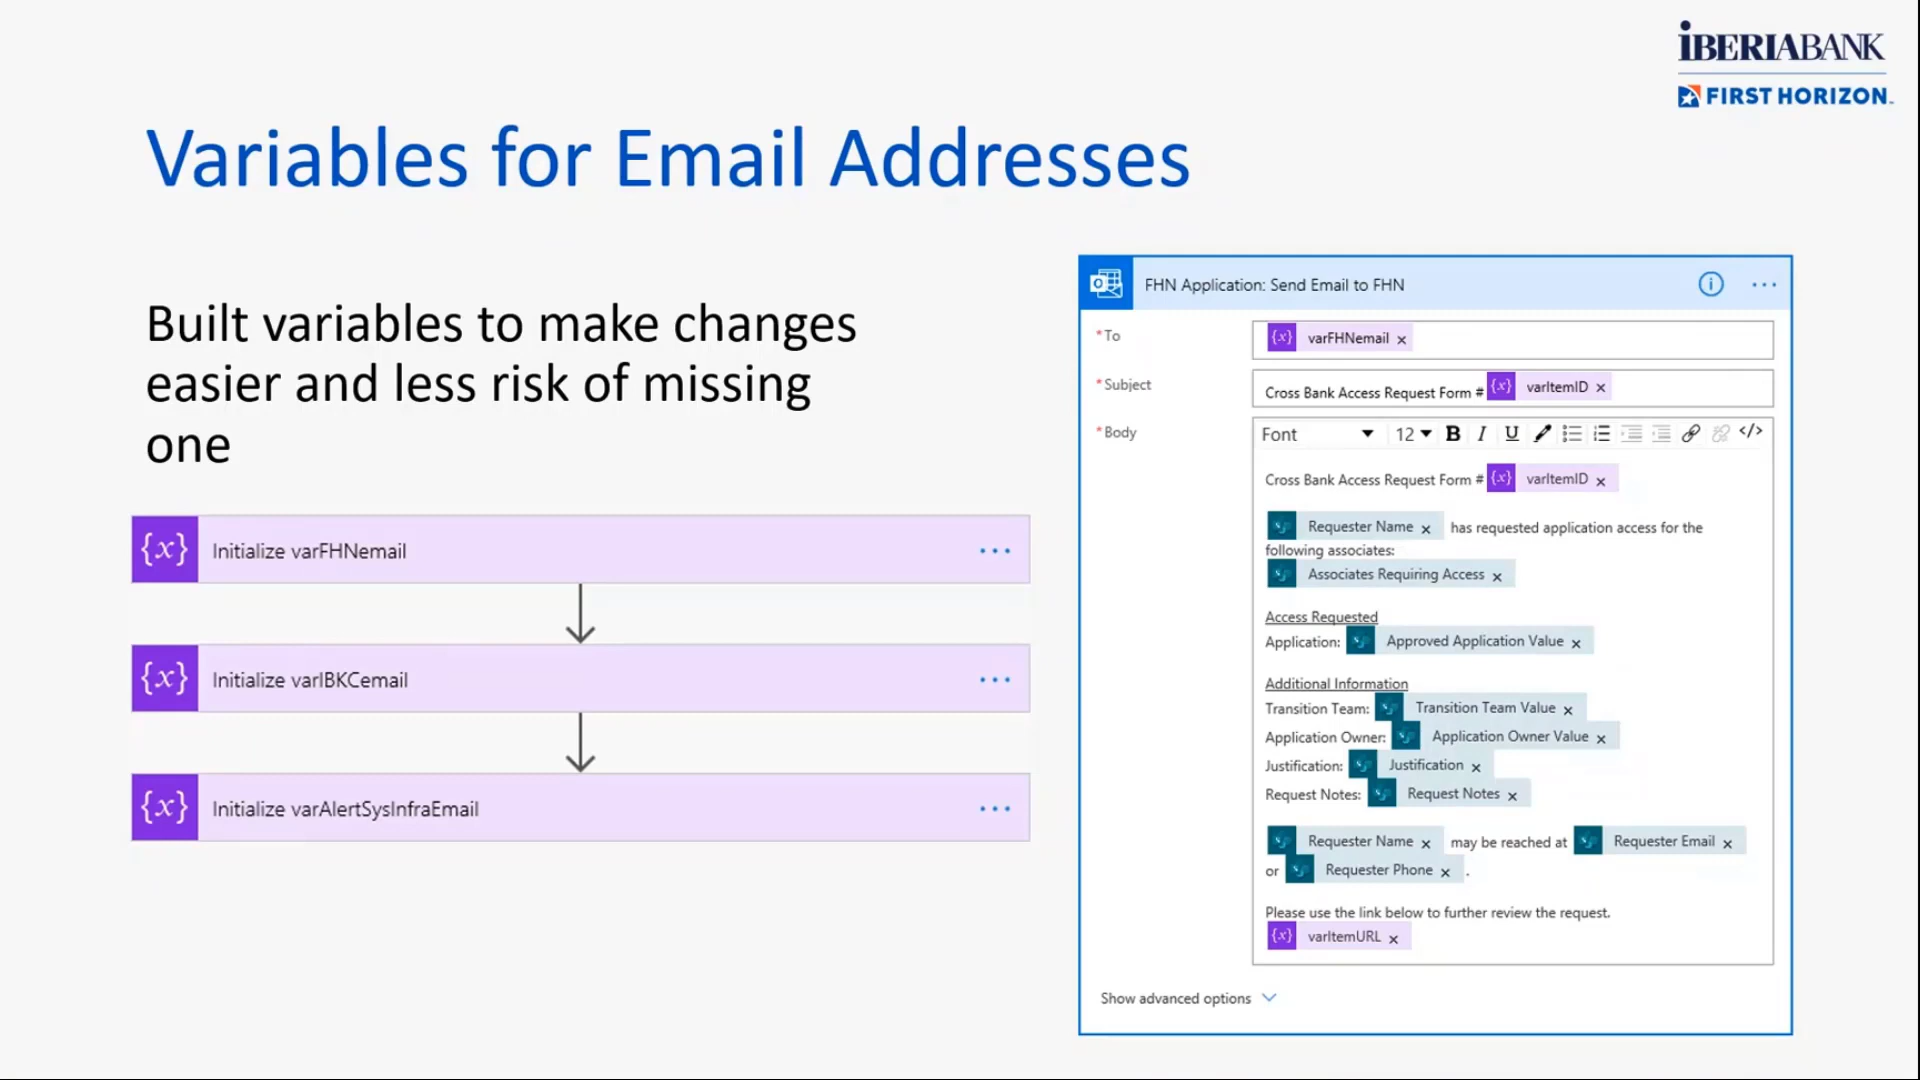 iBERIABANK
FIRST HORIZON
Variables for Email Addresses
Built variables to make changes
easier and less risk of missing
one
{x} Initialize varFHNemail ...
{x} Initialize varIBKCemail ...
{x} Initialize varAlertSysInfraEmail ...
FHN Application: Send Email to FHN
*To {x} varFHNemail ×
*Subject Cross Bank Access Request Form # {x} varItemID ×
*Body
Font 12 B I U </>
Cross Bank Access Request Form # {x} varItemID ×
Requester Name × has requested application access for the
following associates:
Associates Requiring Access ×
Access Requested
Application: Approved Application Value ×
Additional Information
Transition Team: Transition Team Value ×
Application Owner: Application Owner Value ×
Justification: Justification ×
Request Notes: Request Notes ×
Requester Name × may be reached at Requester Email ×
or Requester Phone × .
Please use the link below to further review the request.
{x} varItemURL ×
Show advanced options